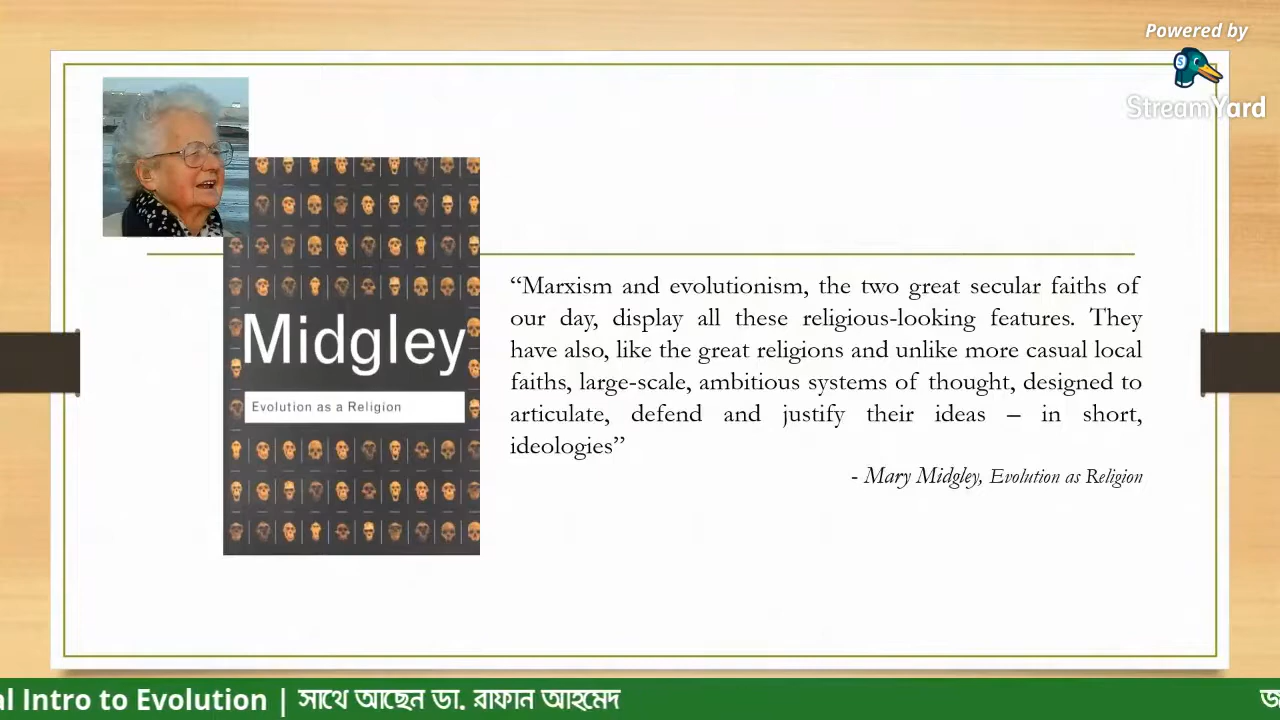 Powered by
StreamYard
Midgley
Evolution as a Religion
“Marxism and evolutionism, the two great secular faiths of
our day, display all these religious-looking features. They
have also, like the great religions and unlike more casual local
faiths, large-scale, ambitious systems of thought, designed to
articulate, defend and justify their ideas – in short,
ideologies”
- Mary Midgley, Evolution as Religion
al Intro to Evolution | সাথে আছেন ডা. রাফান আহমেদ